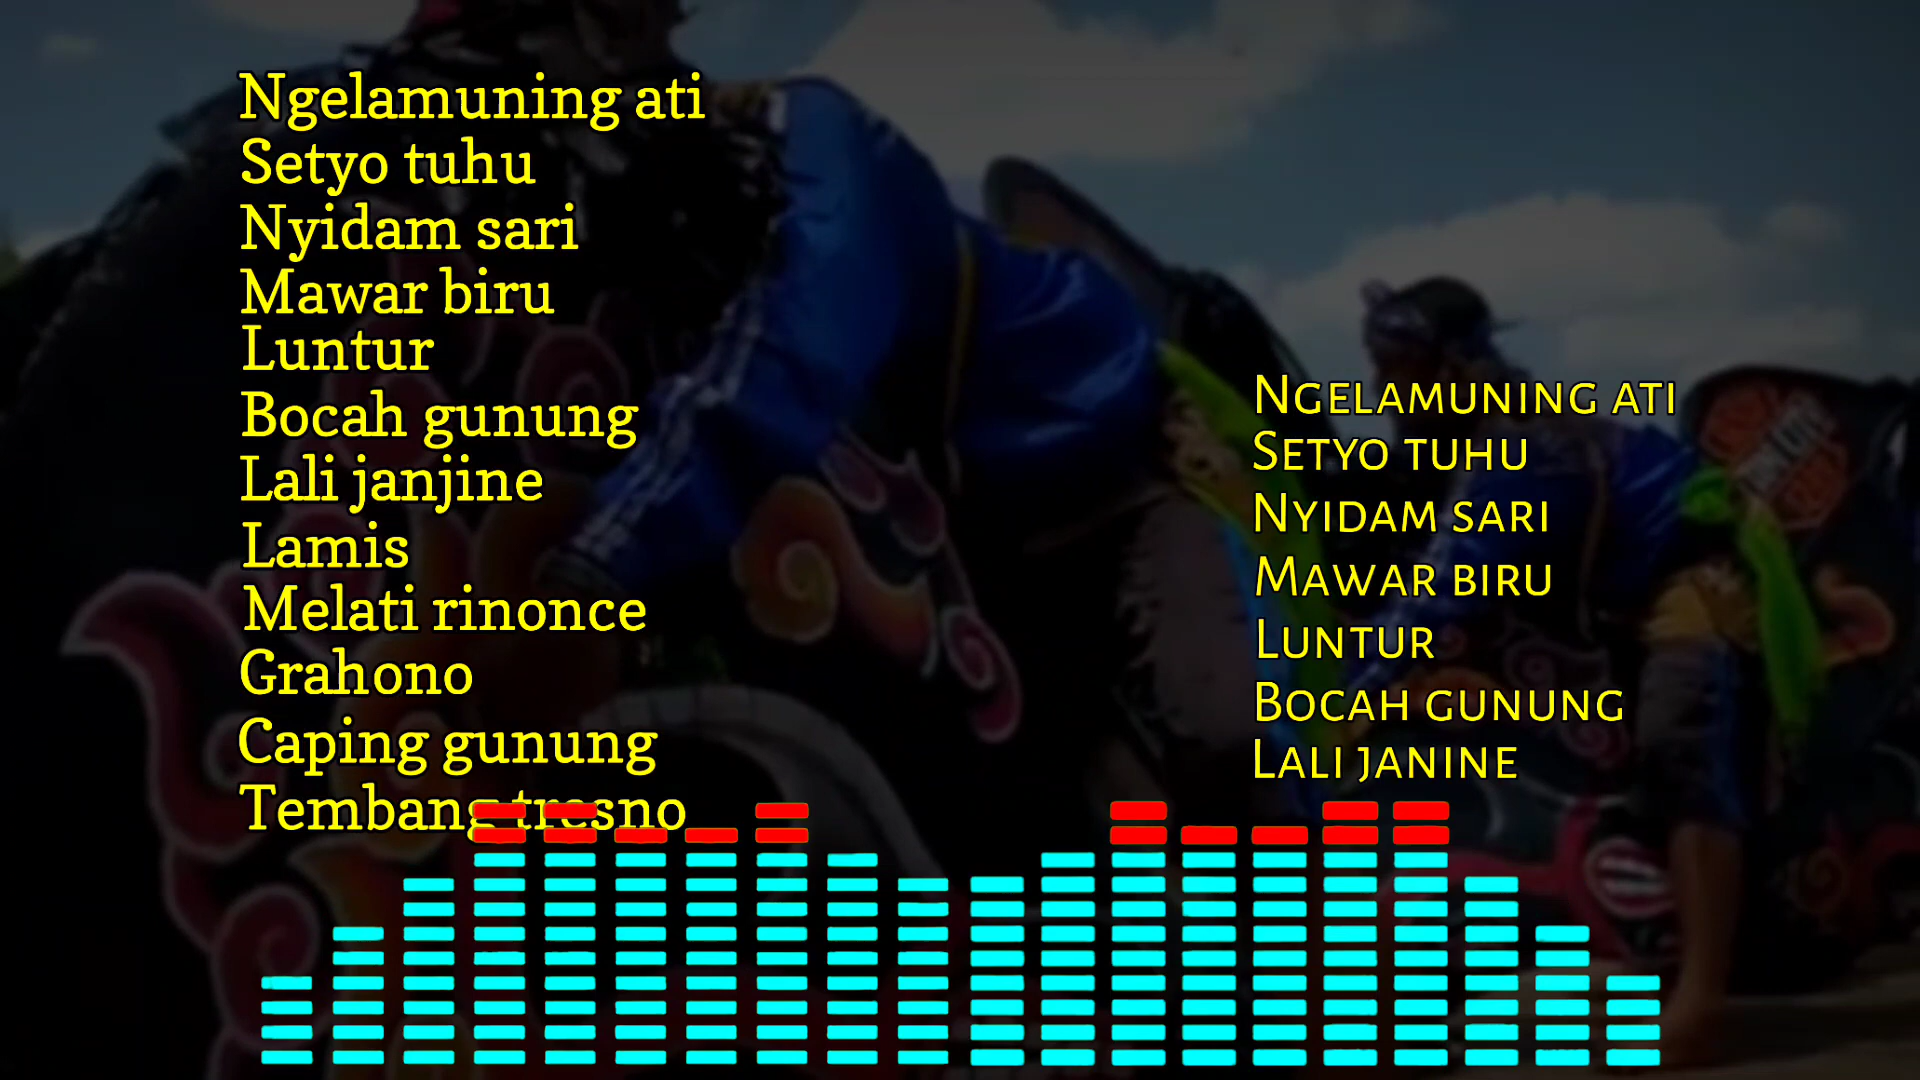 Ngelamuning ati
Setyo tuhu
Nyidam sari
Mawar biru
Luntur
Bocah gunung
Lali janjine
Lamis
Melati rinonce
Grahono
Caping gunung
Tembang tresno
Ngelamuning ati
Setyo tuhu
Nyidam sari
Mawar biru
Luntur
Bocah gunung
Lali janine